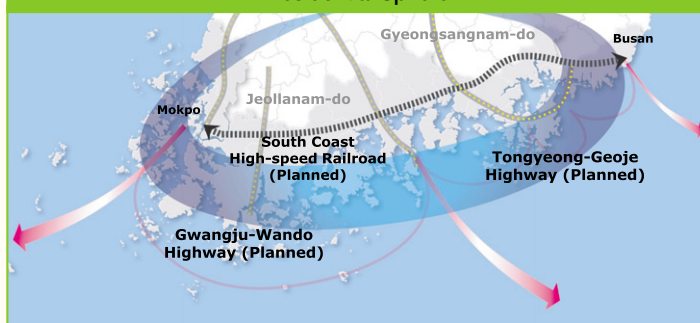 Gyeongsangnam-do
Busan
Jeollanam-do
Mokpo
South Coast
High-speed Railroad
(Planned)
Tongyeong-Geoje
Highway (Planned)
Gwangju-Wando
Highway (Planned)